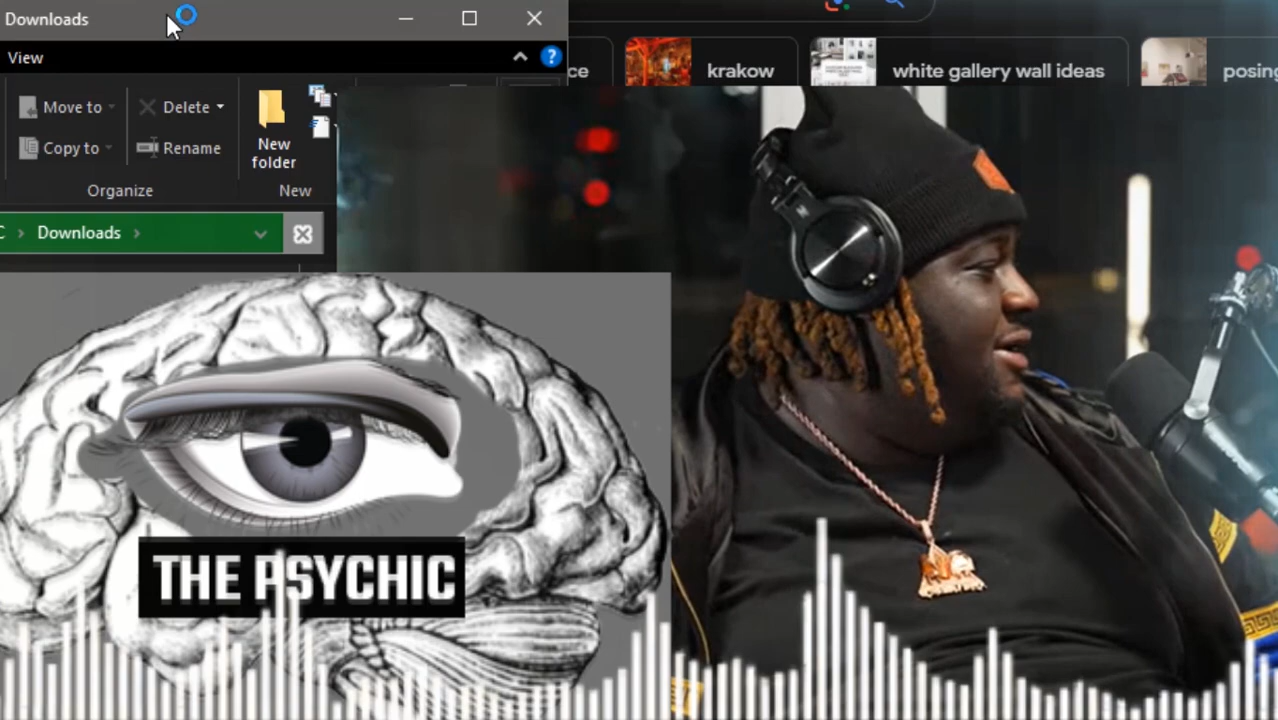 Downloads
View
Move to
Delete
Copy to
Rename
New
folder
Organize
New
C > Downloads >
ce
krakow
white gallery wall ideas
posing
THE PSYCHIC